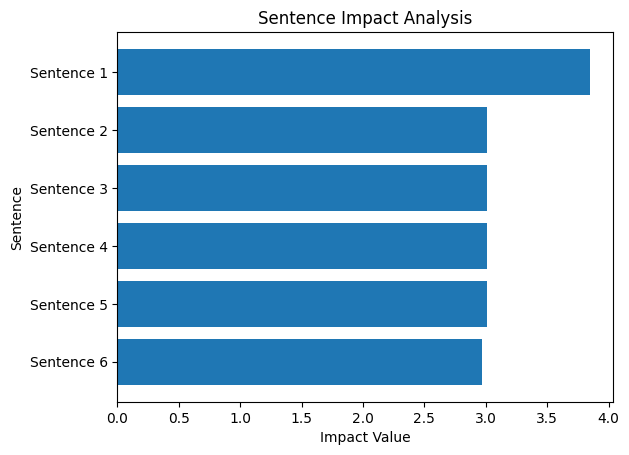 Sentence Impact Analysis
Sentence 1
Sentence 2
Sentence 3
Sentence 4
Sentence 5
Sentence 6
Sentence
0.0 0.5 1.0 1.5 2.0 2.5 3.0 3.5 4.0
Impact Value